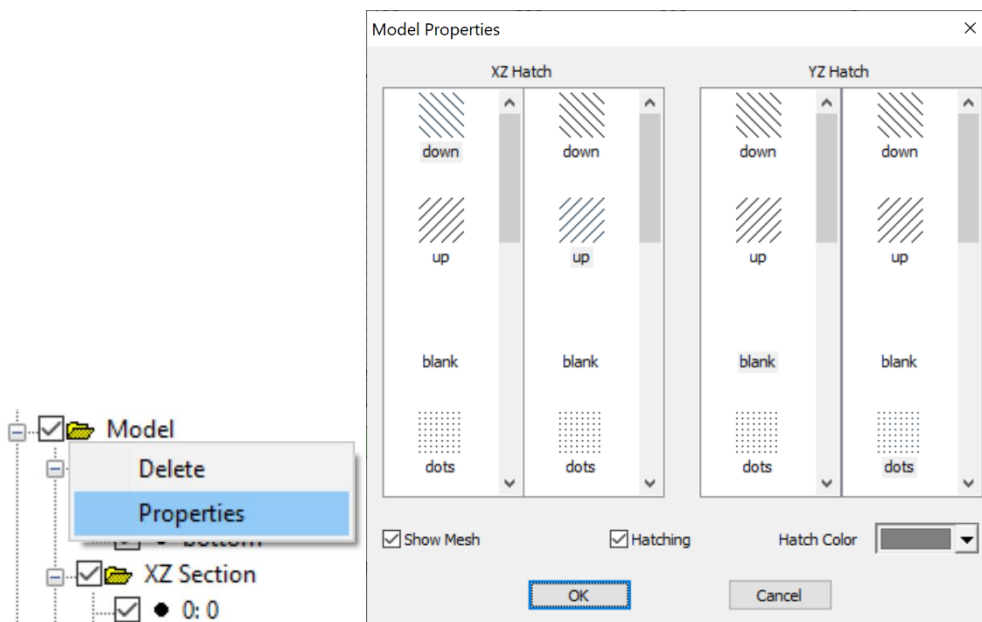 Model
Delete
Properties
bottom
XZ Section
0: 0
Model Properties
XZ Hatch YZ Hatch
down down down down
up up up up
blank blank blank blank
dots dots dots dots
Show Mesh Hatching Hatch Color
OK Cancel